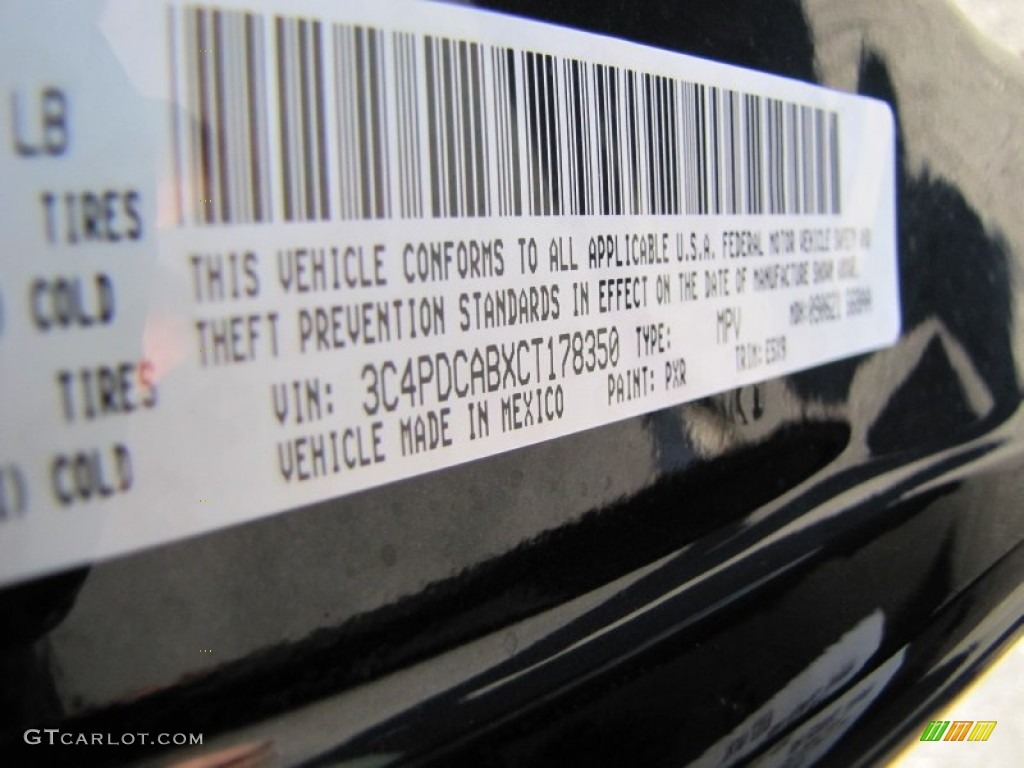 LB
TIRES
COLD
TIRES
) COLD
THIS VEHICLE CONFORMS TO ALL APPLICABLE U.S.A. FEDERAL MOTOR VEHICLE SAFETY AND
THEFT PREVENTION STANDARDS IN EFFECT ON THE DATE OF MANUFACTURE SHOWN ABOVE.
VIN: 3C4PDCABXCT178350 TYPE: MPV
VEHICLE MADE IN MEXICO PAINT: PXR TRIM: E5X9
GTCARLOT.COM